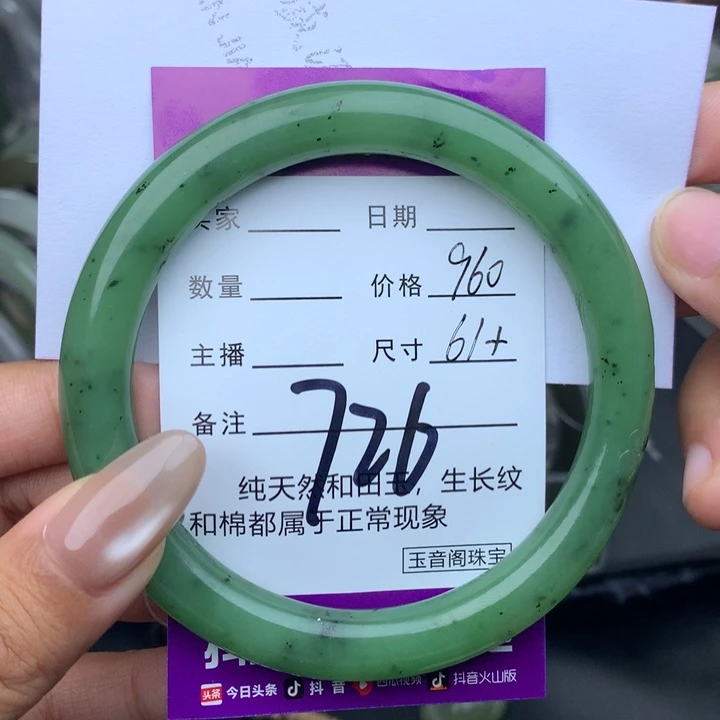 买家 日期
数量 价格 960
主播 尺寸 61+
备注 726
纯天然和田玉，生长纹
和棉都属于正常现象
玉音阁珠宝
头条 今日头条 抖音 西瓜视频 抖音火山版